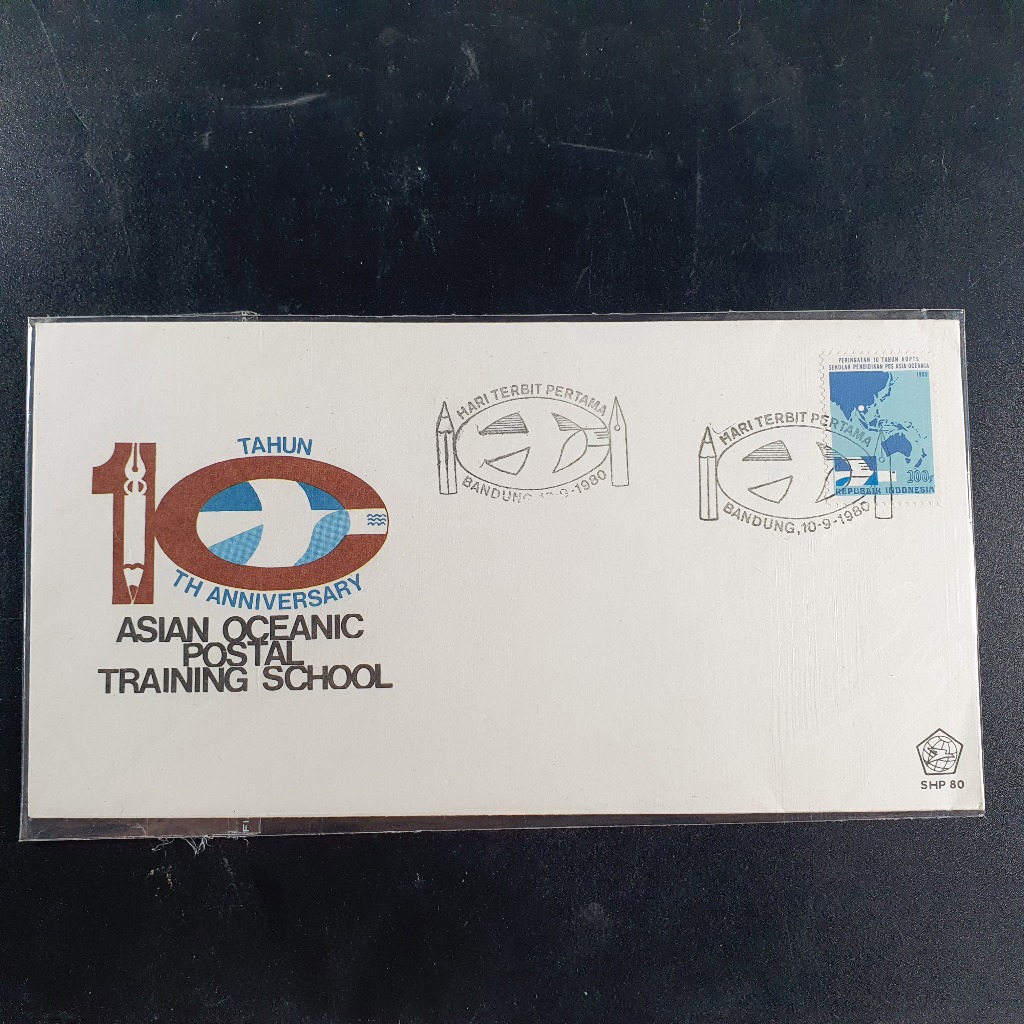 TAHUN
10
TH ANNIVERSARY
ASIAN OCEANIC
POSTAL
TRAINING SCHOOL
HARI TERBIT PERTAMA
BANDUNG, 10-9-1980
HARI TERBIT PERTAMA
BANDUNG, 10-9-1980
PERINGATAN 10 TAHUN AOPTS
SEKOLAH PENDIDIKAN POS ASIA OCEANIA
1980
100,-
REPUBLIK INDONESIA
SHP 80